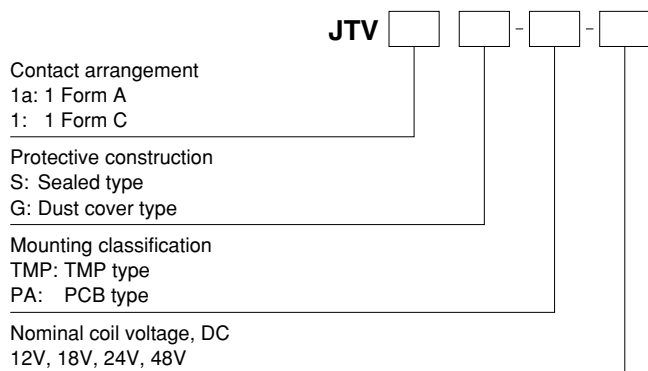 JTV - -
Contact arrangement
1a: 1 Form A
1: 1 Form C
Protective construction
S: Sealed type
G: Dust cover type
Mounting classification
TMP: TMP type
PA: PCB type
Nominal coil voltage, DC
12V, 18V, 24V, 48V